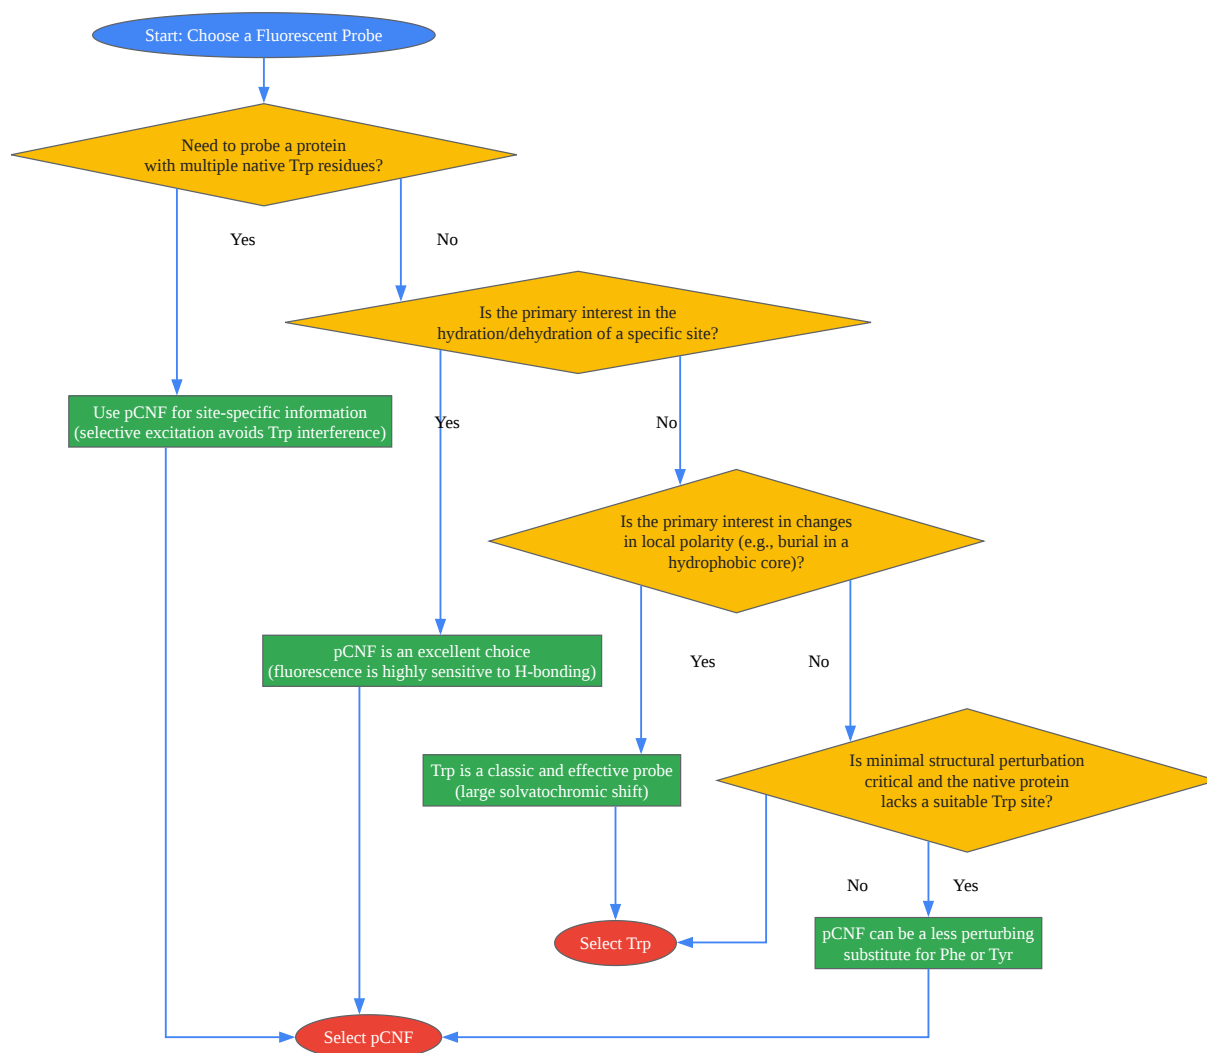 Start: Choose a Fluorescent Probe
Need to probe a protein
with multiple native Trp residues?
Yes
No
Is the primary interest in the
hydration/dehydration of a specific site?
Use pCNF for site-specific information
(selective excitation avoids Trp interference)
Yes
No
Is the primary interest in changes
in local polarity (e.g., burial in a
hydrophobic core)?
pCNF is an excellent choice
(fluorescence is highly sensitive to H-bonding)
Yes
No
Trp is a classic and effective probe
(large solvatochromic shift)
Is minimal structural perturbation
critical and the native protein
lacks a suitable Trp site?
No
Yes
Select Trp
pCNF can be a less perturbing
substitute for Phe or Tyr
Select pCNF